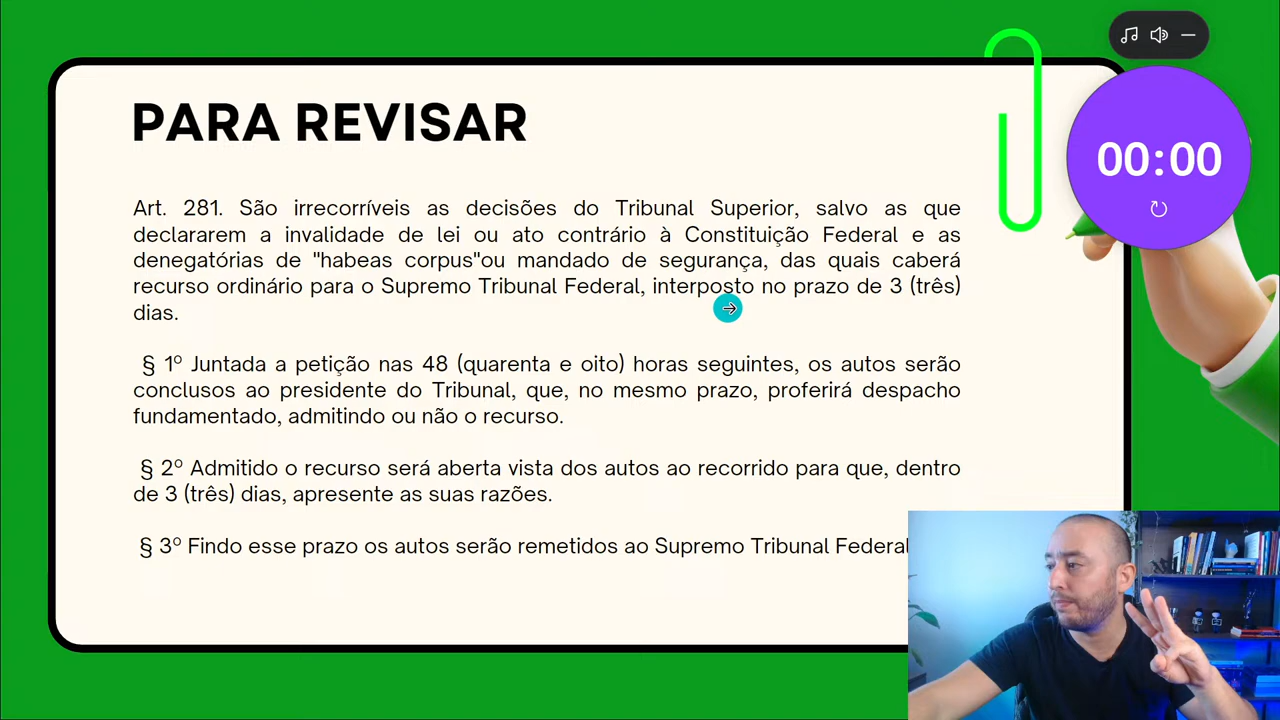 PARA REVISAR
00:00
Art. 281. São irrecorríveis as decisões do Tribunal Superior, salvo as que
declararem a invalidade de lei ou ato contrário à Constituição Federal e as
denegatórias de "habeas corpus"ou mandado de segurança, das quais caberá
recurso ordinário para o Supremo Tribunal Federal, interposto no prazo de 3 (três)
dias.
§ 1º Juntada a petição nas 48 (quarenta e oito) horas seguintes, os autos serão
conclusos ao presidente do Tribunal, que, no mesmo prazo, proferirá despacho
fundamentado, admitindo ou não o recurso.
§ 2º Admitido o recurso será aberta vista dos autos ao recorrido para que, dentro
de 3 (três) dias, apresente as suas razões.
§ 3º Findo esse prazo os autos serão remetidos ao Supremo Tribunal Federal